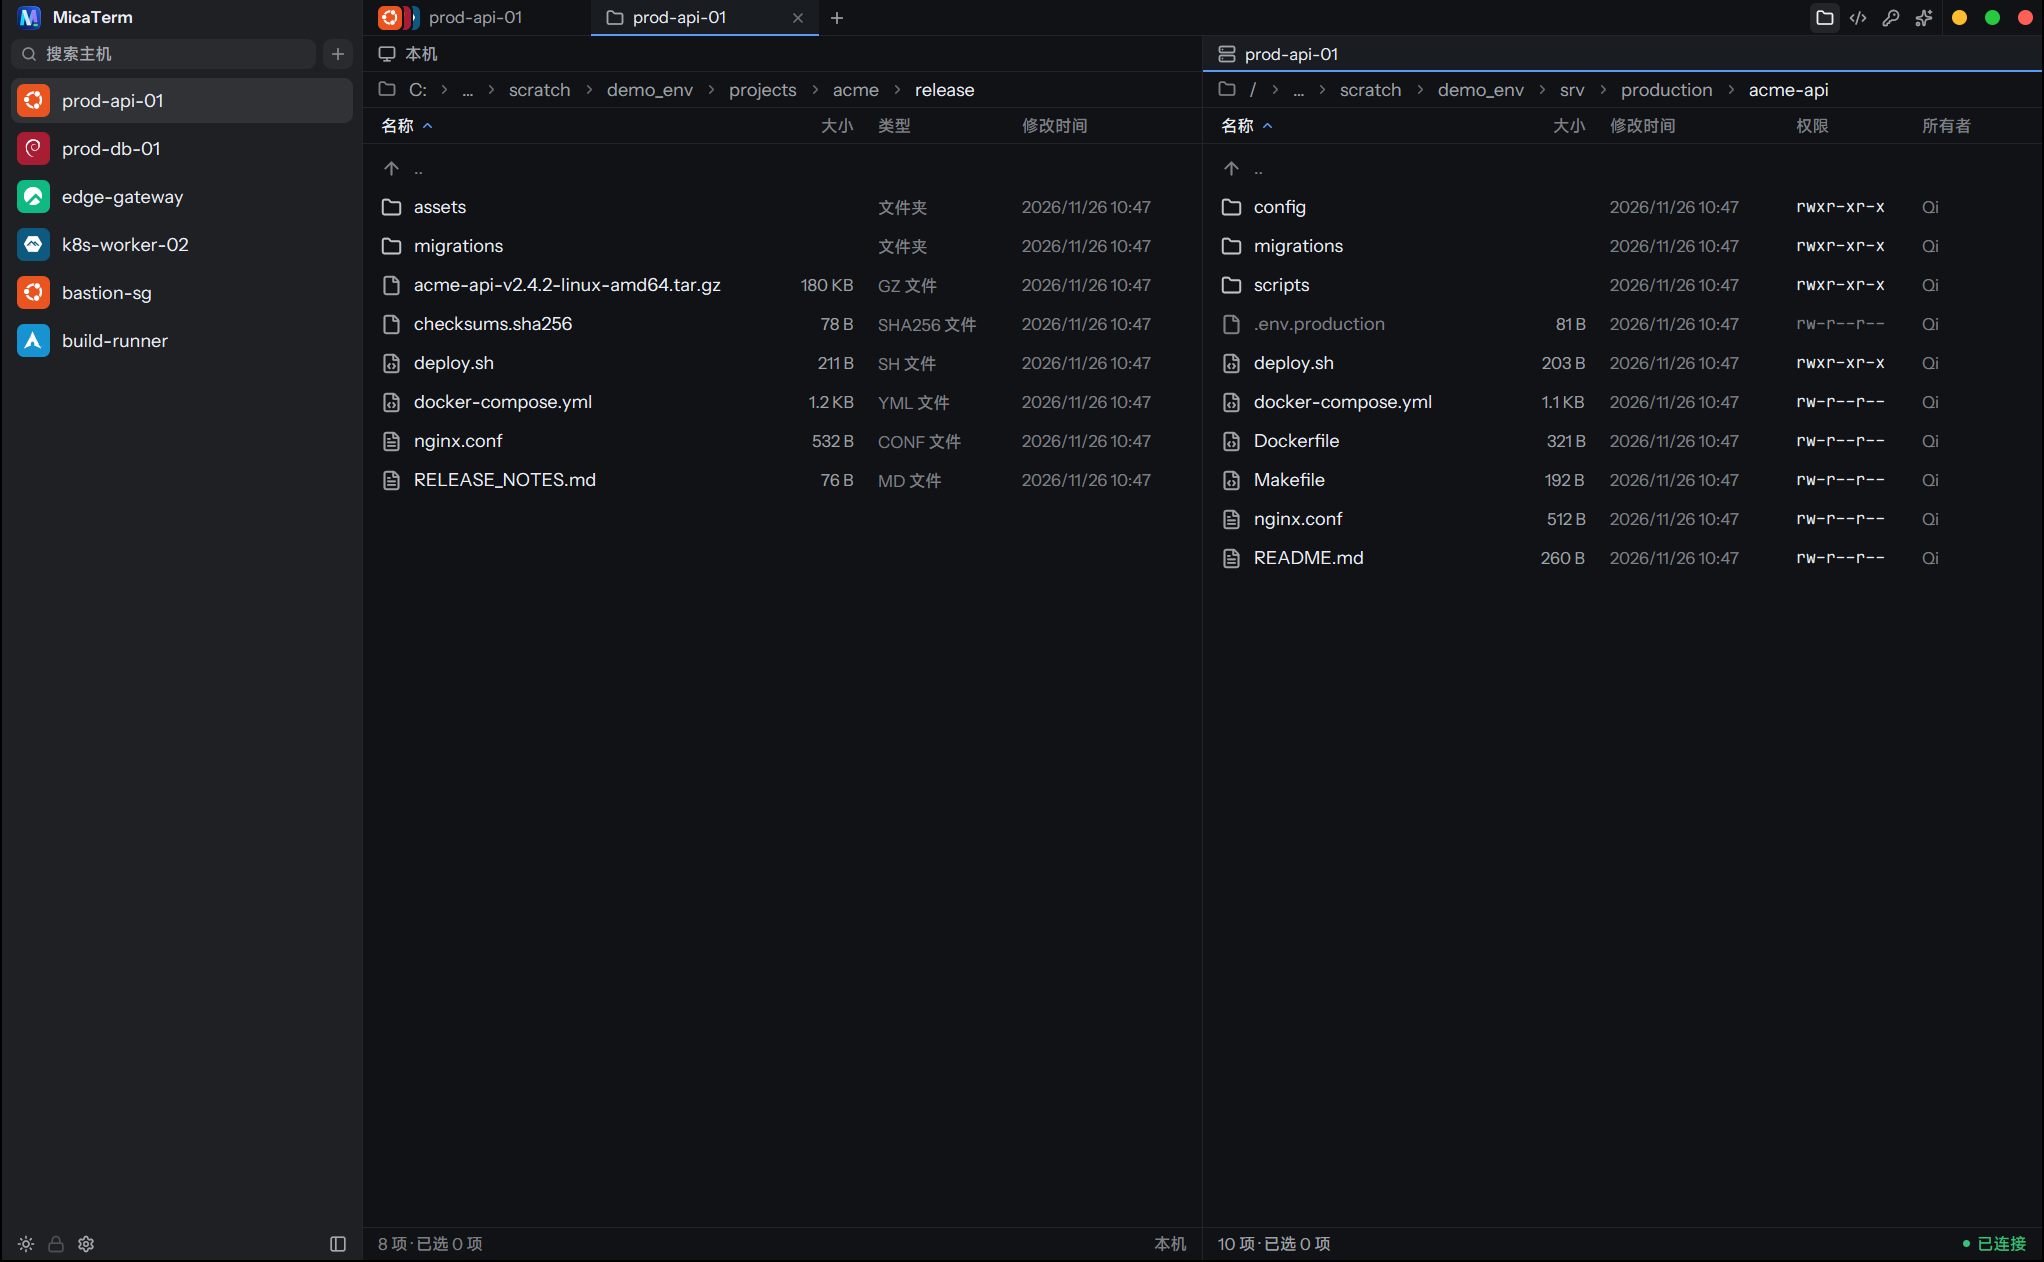 MicaTerm
搜索主机
prod-api-01
prod-db-01
edge-gateway
k8s-worker-02
bastion-sg
build-runner
prod-api-01
prod-api-01
本机
C: > ... > scratch > demo_env > projects > acme > release
名称 大小 类型 修改时间
..
assets 文件夹 2026/11/26 10:47
migrations 文件夹 2026/11/26 10:47
acme-api-v2.4.2-linux-amd64.tar.gz 180 KB GZ 文件 2026/11/26 10:47
checksums.sha256 78 B SHA256 文件 2026/11/26 10:47
deploy.sh 211 B SH 文件 2026/11/26 10:47
docker-compose.yml 1.2 KB YML 文件 2026/11/26 10:47
nginx.conf 532 B CONF 文件 2026/11/26 10:47
RELEASE_NOTES.md 76 B MD 文件 2026/11/26 10:47
8 项 · 已选 0 项 本机
prod-api-01
/ > ... > scratch > demo_env > srv > production > acme-api
名称 大小 修改时间 权限 所有者
..
config 2026/11/26 10:47 rwxr-xr-x Qi
migrations 2026/11/26 10:47 rwxr-xr-x Qi
scripts 2026/11/26 10:47 rwxr-xr-x Qi
.env.production 81 B 2026/11/26 10:47 rw-r--r-- Qi
deploy.sh 203 B 2026/11/26 10:47 rwxr-xr-x Qi
docker-compose.yml 1.1 KB 2026/11/26 10:47 rw-r--r-- Qi
Dockerfile 321 B 2026/11/26 10:47 rw-r--r-- Qi
Makefile 192 B 2026/11/26 10:47 rw-r--r-- Qi
nginx.conf 512 B 2026/11/26 10:47 rw-r--r-- Qi
README.md 260 B 2026/11/26 10:47 rw-r--r-- Qi
10 项 · 已选 0 项 已连接